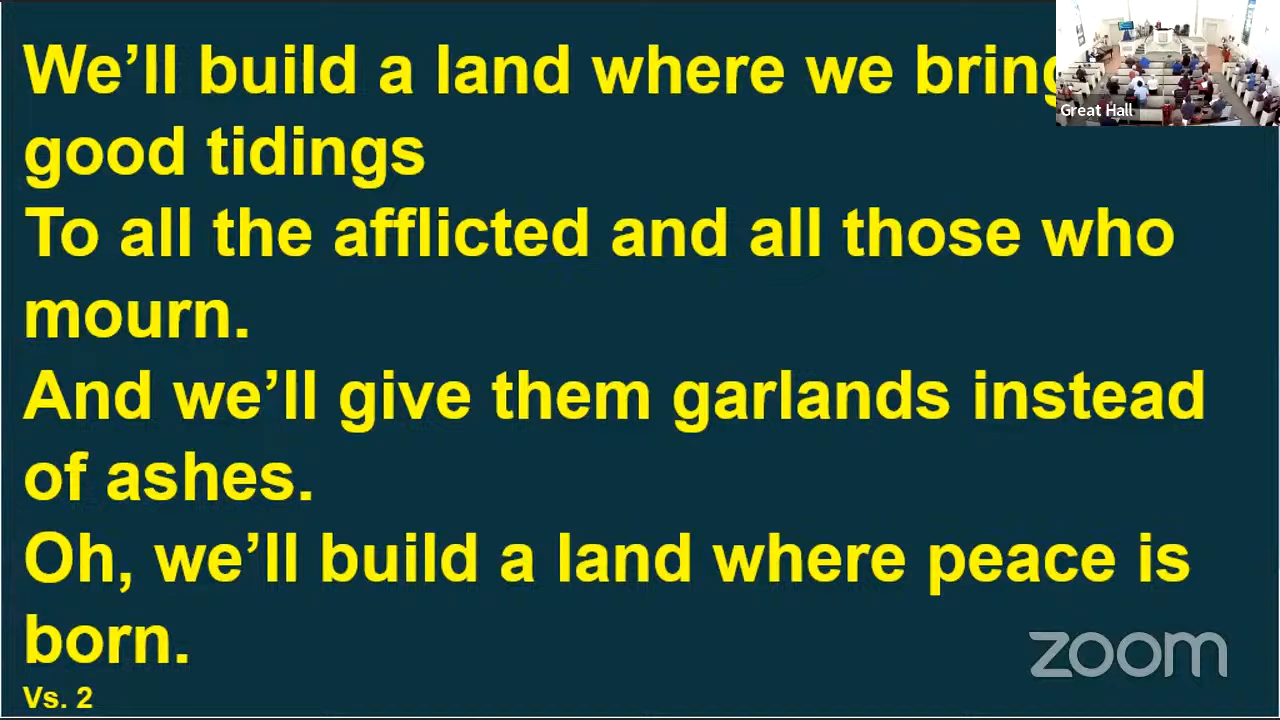 We’ll build a land where we bring
good tidings
To all the afflicted and all those who
mourn.
And we’ll give them garlands instead
of ashes.
Oh, we’ll build a land where peace is
born.
Vs. 2
Great Hall
zoom